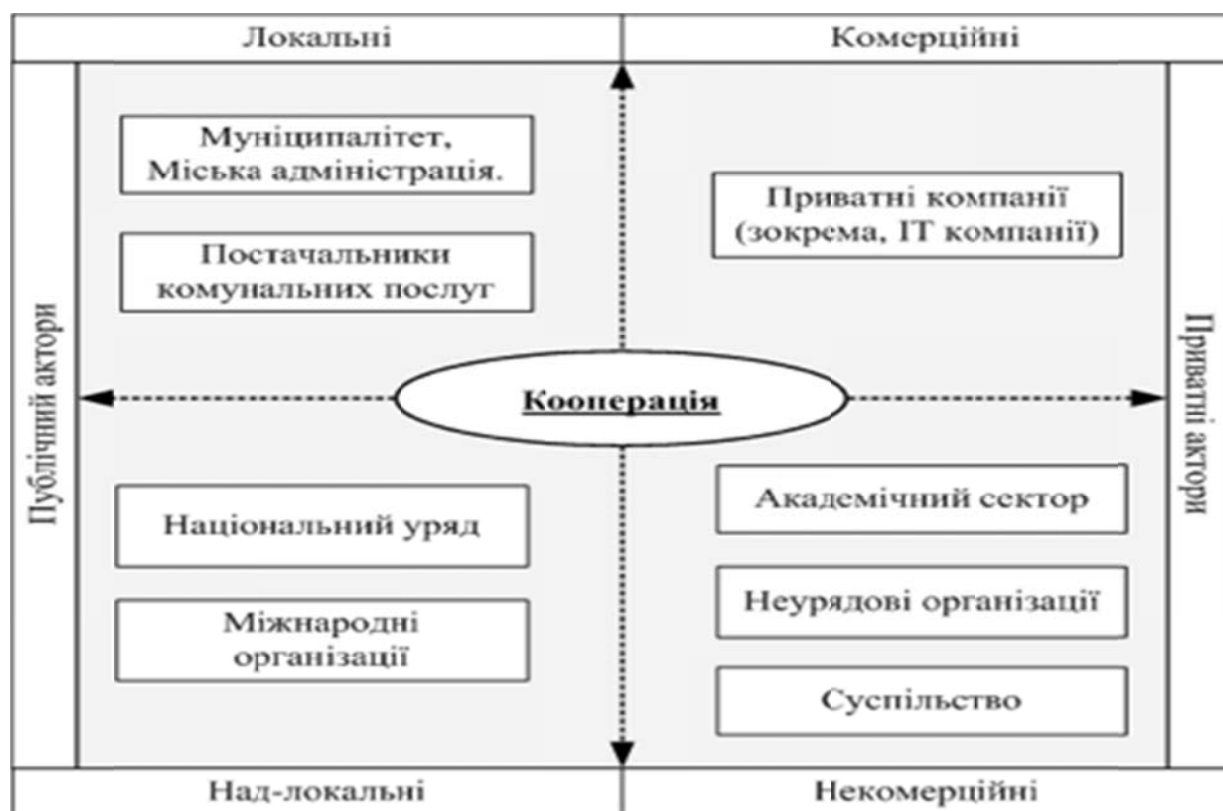 Локальні
Комерційні
Публічний актори
Муніципалітет,
Міська адміністрація.
Постачальники
комунальних послуг
Приватні компанії
(зокрема, ІТ компанії)
Кооперація
Національний уряд
Міжнародні
організації
Академічний сектор
Неурядові організації
Суспільство
Приватні актори
Над-локальні
Некомерційні